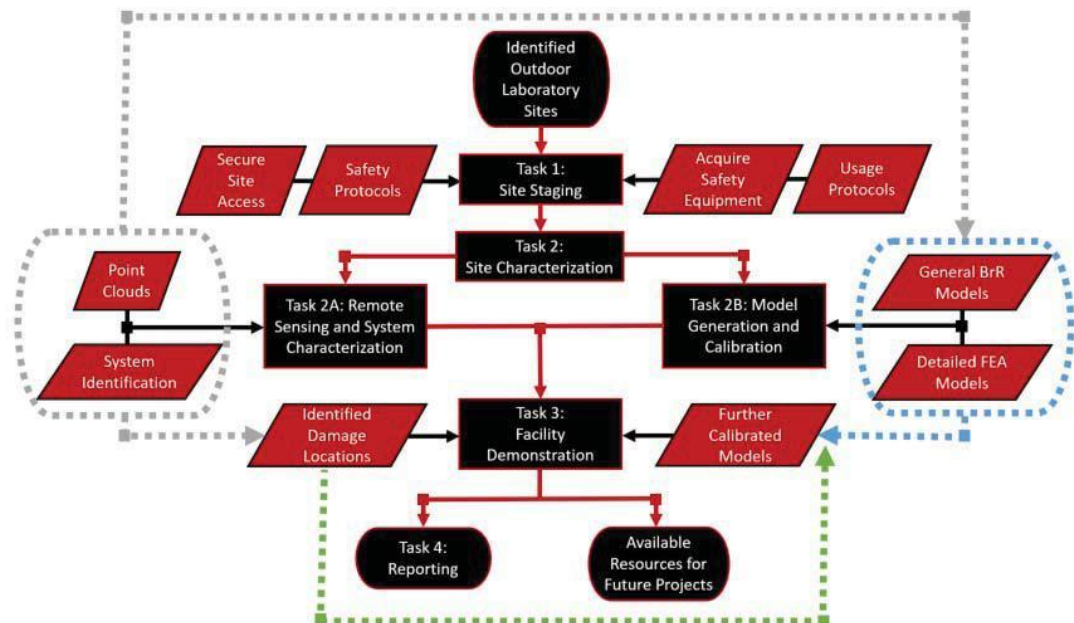 Identified
Outdoor
Laboratory
Sites
Secure
Site
Access
Safety
Protocols
Task 1:
Site Staging
Acquire
Safety
Equipment
Usage
Protocols
Task 2:
Site Characterization
Point
Clouds
System
Identification
Task 2A: Remote
Sensing and System
Characterization
Task 2B: Model
Generation and
Calibration
General BrR
Models
Detailed FEA
Models
Identified
Damage
Locations
Task 3:
Facility
Demonstration
Further
Calibrated
Models
Task 4:
Reporting
Available
Resources for
Future Projects